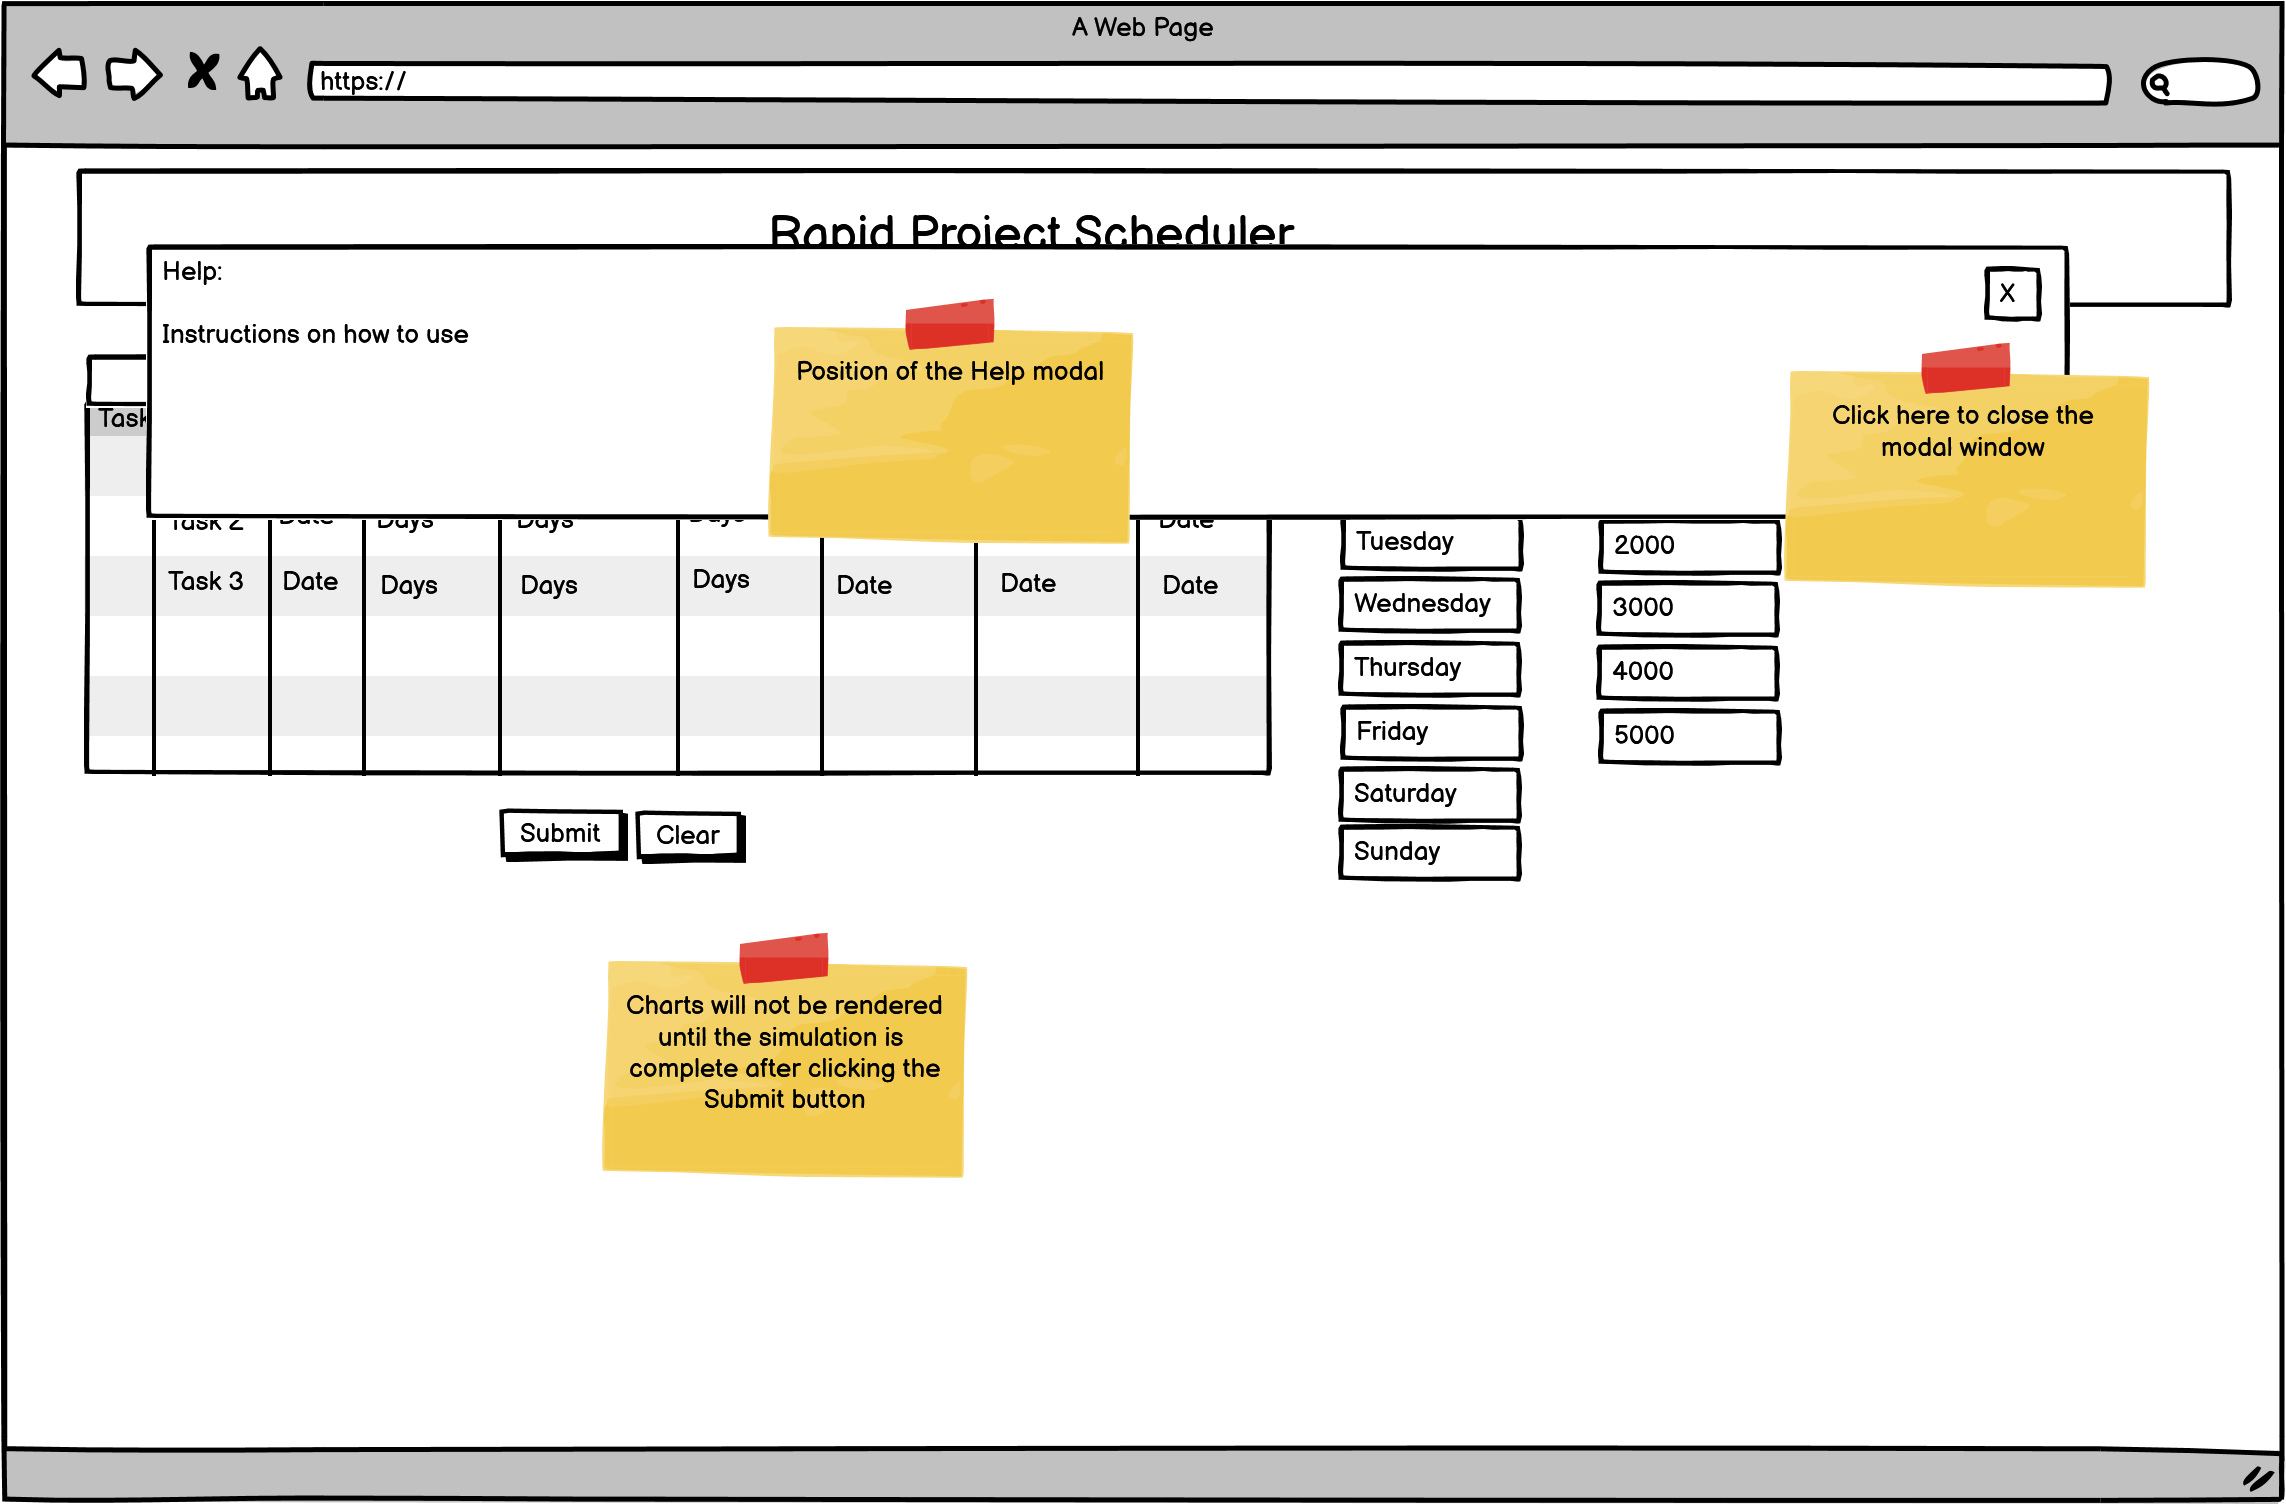 A Web Page
https://
Rapid Project Scheduler
Help:
X
Instructions on how to use
Position of the Help modal
Click here to close the
modal window
Task
Task 2 Date Days Days Days Date
Tuesday 2000
Task 3 Date Days Days Days Date Date Date
Wednesday 3000
Thursday 4000
Friday 5000
Saturday
Submit Clear
Sunday
Charts will not be rendered
until the simulation is
complete after clicking the
Submit button